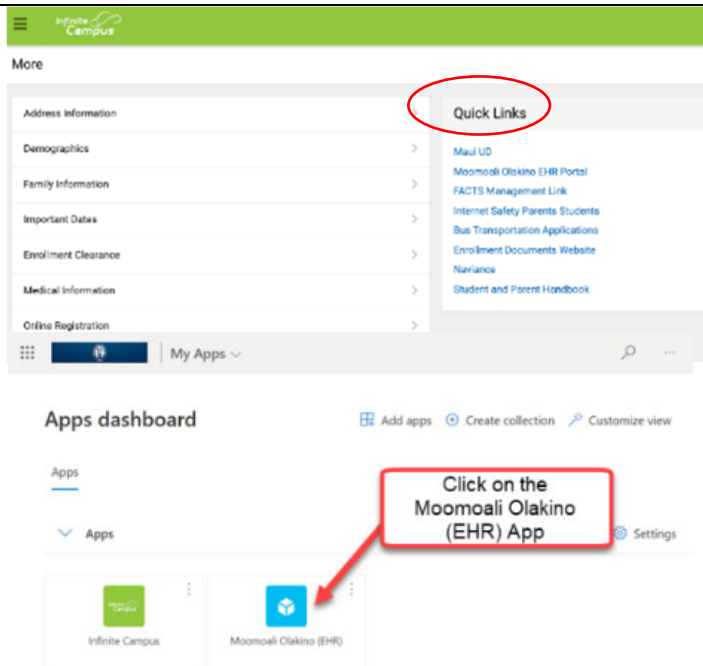 Infinite Campus
More
Address Information
Demographics
Family Information
Important Dates
Enrollment Clearance
Medical Information
Online Registration
Quick Links
Maui UD
Moomoali Olakino EHR Portal
FACTS Management Link
Internet Safety Parents Students
Bus Transportation Applications
Enrollment Documents Website
Naviance
Student and Parent Handbook
My Apps
Apps dashboard
Add apps
Create collection
Customize view
Apps
Click on the
Moomoali Olakino
(EHR) App
Apps
Settings
Infinite Campus
Moomoali Olakino (EHR)